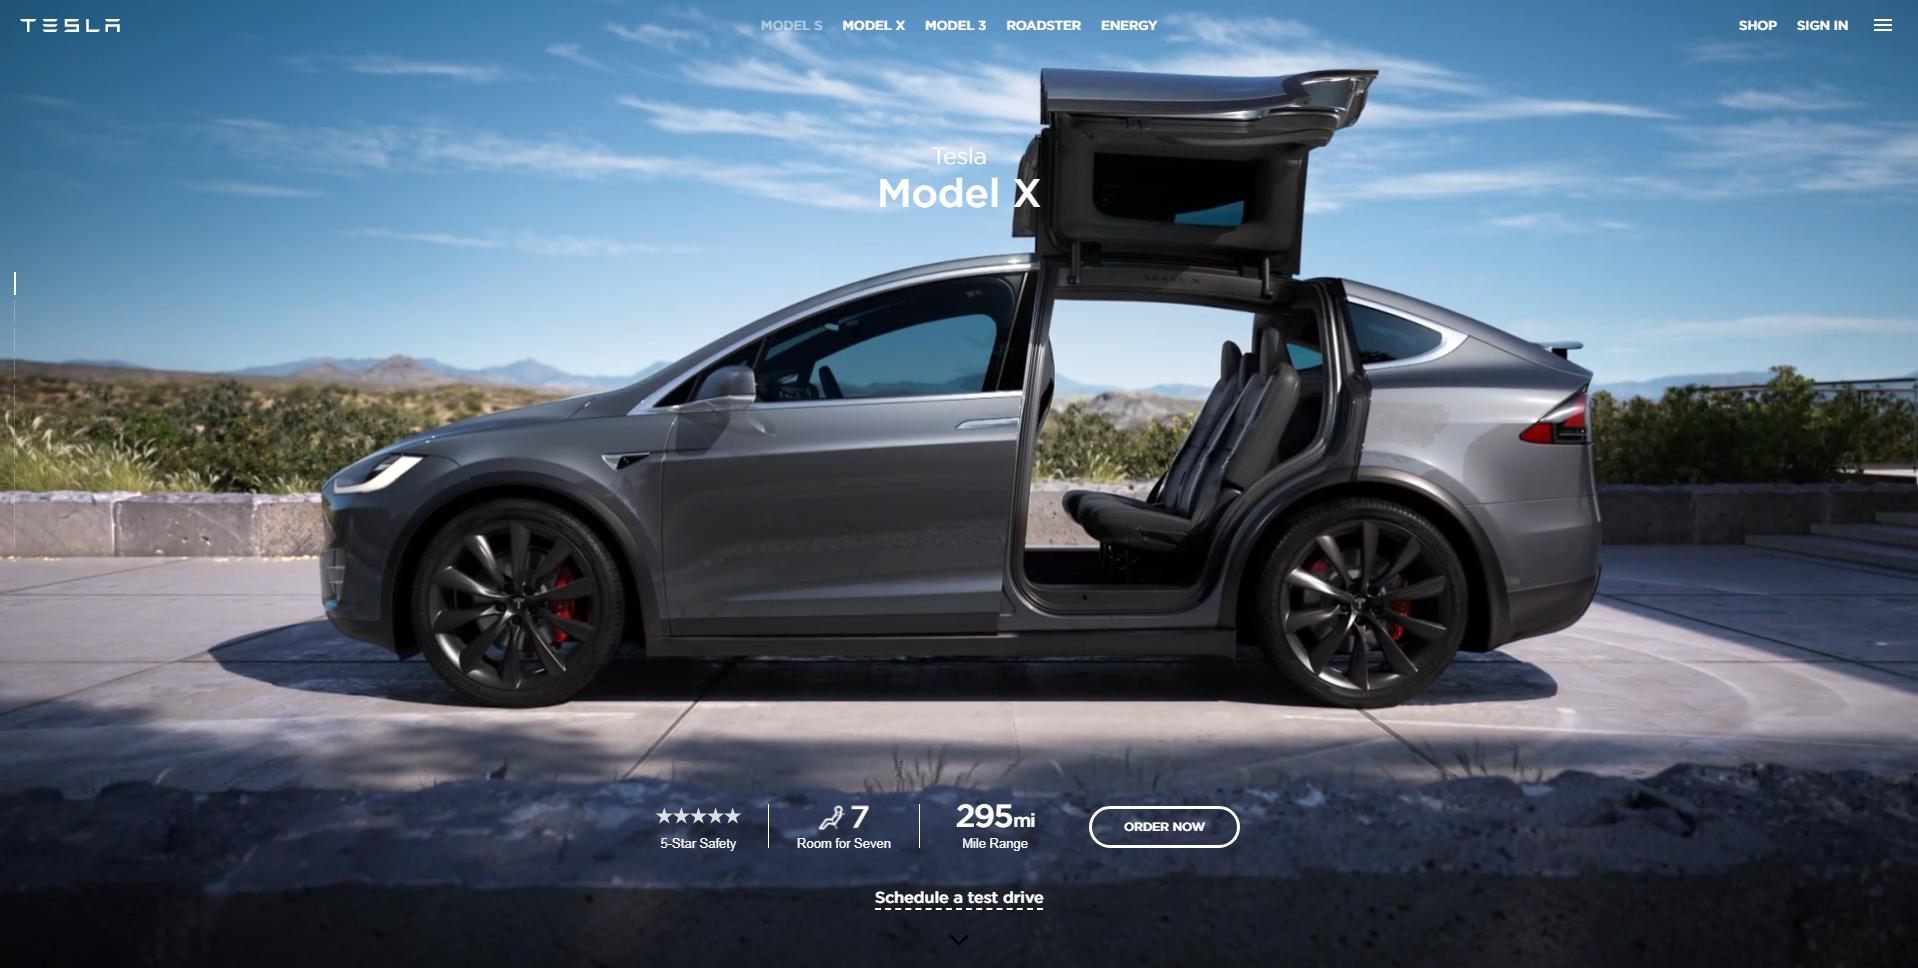 TESLA
MODEL S MODEL X MODEL 3 ROADSTER ENERGY
SHOP SIGN IN
Tesla
Model X
MODEL X
7
295mi
5-Star Safety
Room for Seven
Mile Range
ORDER NOW
Schedule a test drive